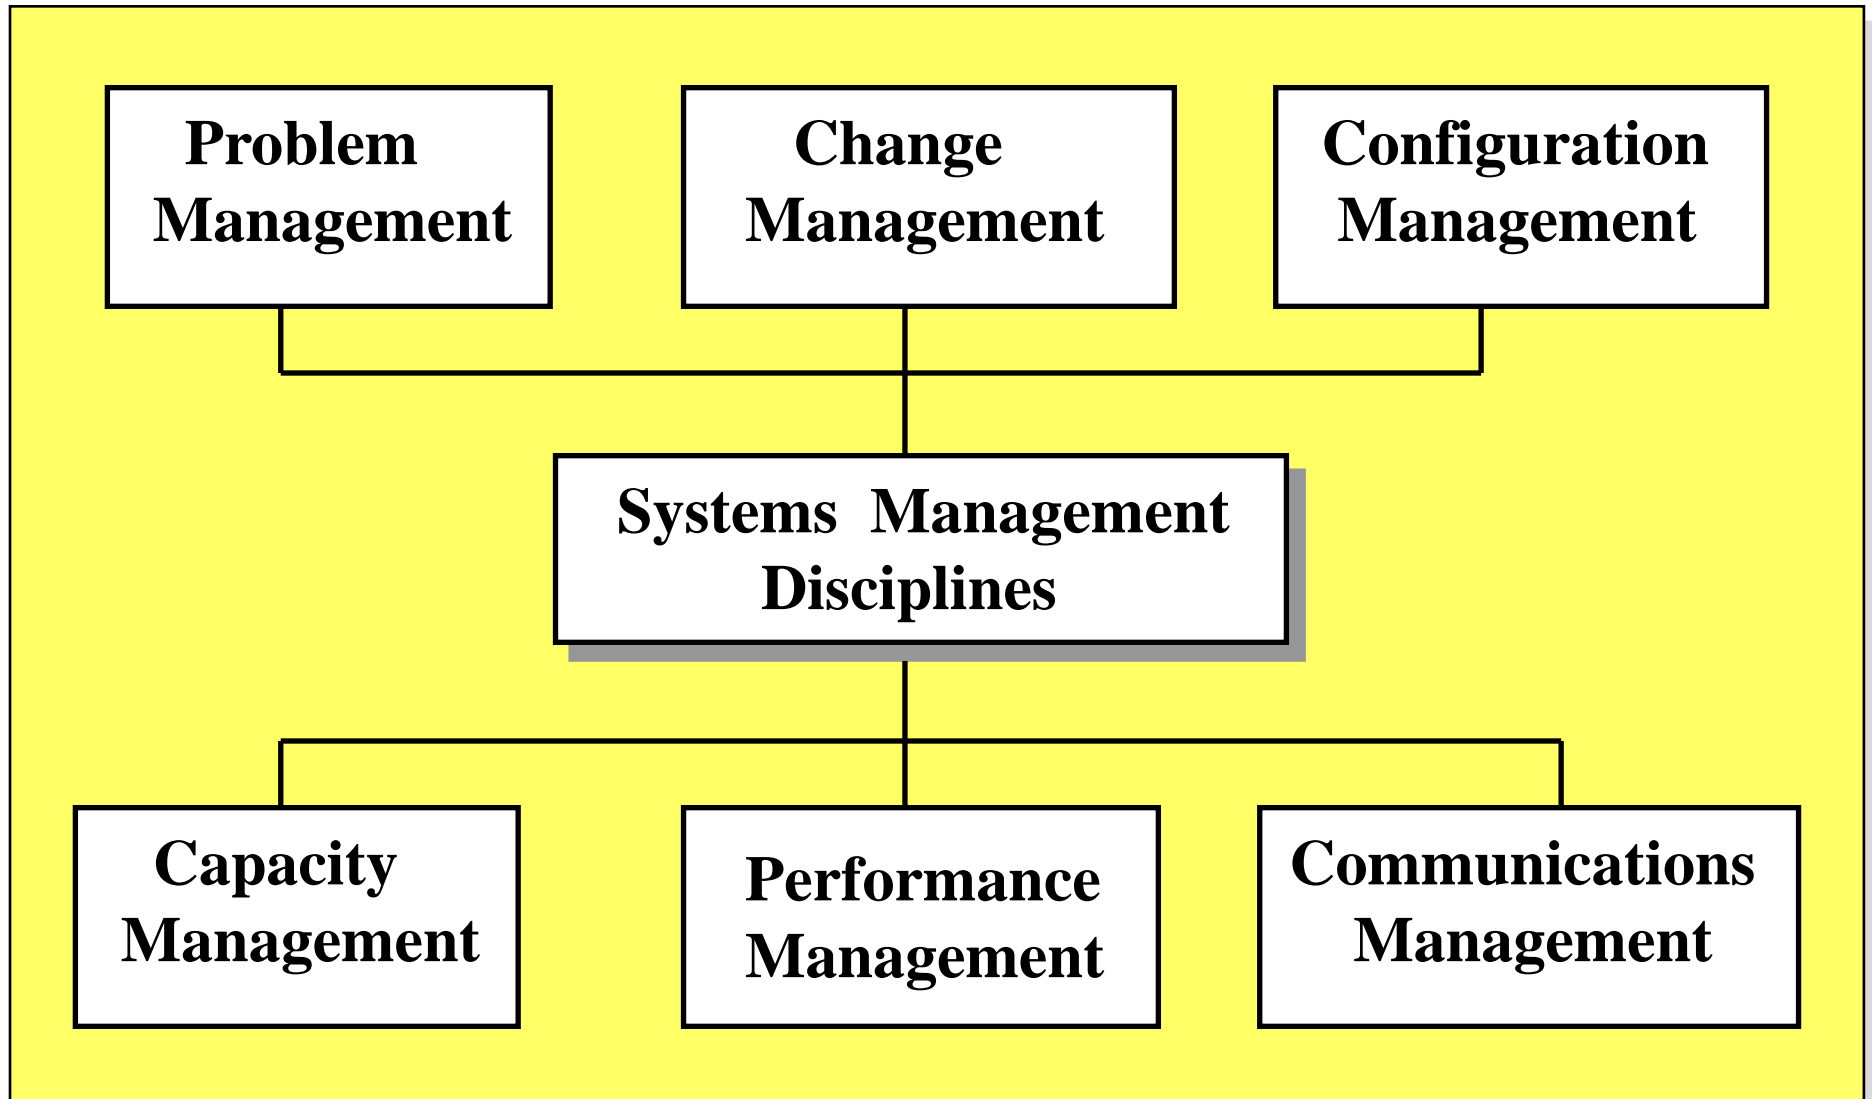 Problem
Management
Change
Management
Configuration
Management
Systems Management
Disciplines
Capacity
Management
Performance
Management
Communications
Management